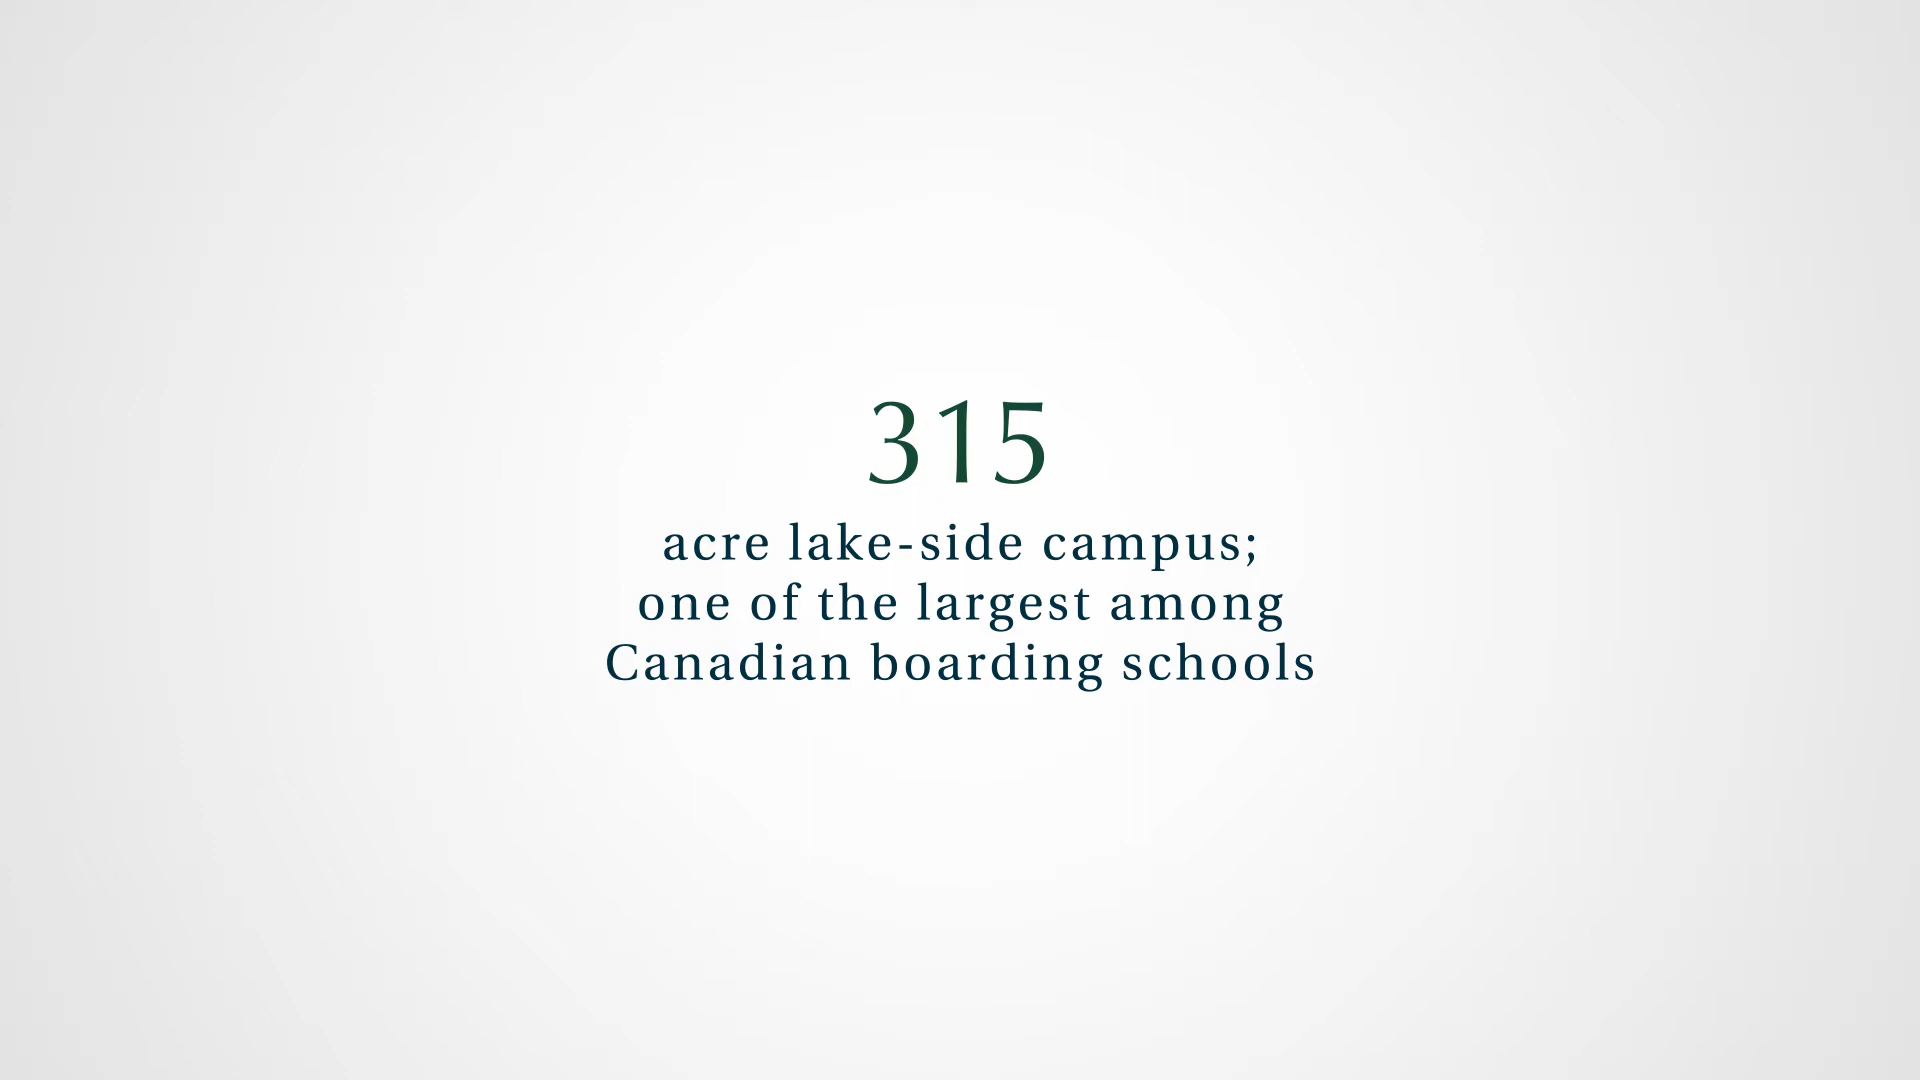 315
acre lake-side campus;
one of the largest among
Canadian boarding schools